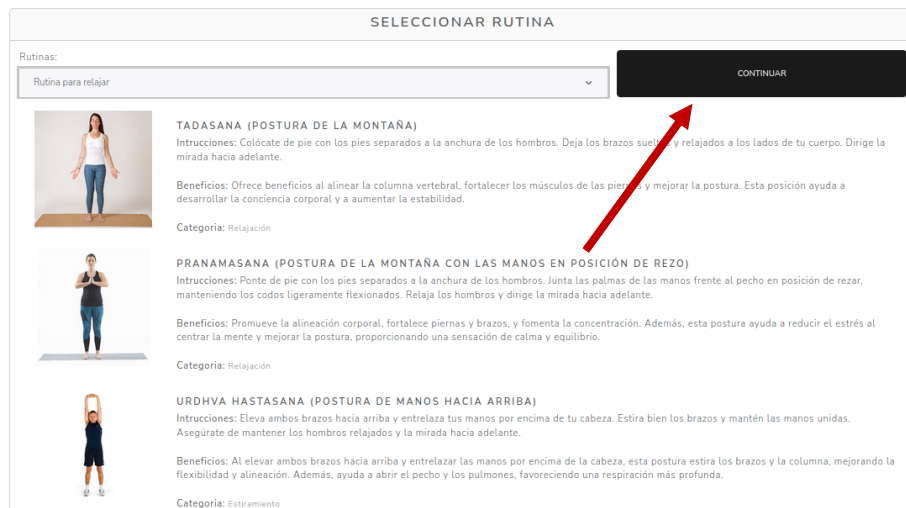 SELECCIONAR RUTINA
Rutinas:
Rutina para relajar
CONTINUAR
TADASANA (POSTURA DE LA MONTAÑA)
Intrucciones: Colócate de pie con los pies separados a la anchura de los hombros. Deja los brazos sueltos y relajados a los lados de tu cuerpo. Dirige la
mirada hacia adelante.
Beneficios: Ofrece beneficios al alinear la columna vertebral, fortalecer los músculos de las piernas y mejorar la postura. Esta posición ayuda a
desarrollar la conciencia corporal y a aumentar la estabilidad.
Categoria: Relajación
PRANAMASANA (POSTURA DE LA MONTAÑA CON LAS MANOS EN POSICIÓN DE REZO)
Intrucciones: Ponte de pie con los pies separados a la anchura de los hombros. Junta las palmas de las manos frente al pecho en posición de rezar,
manteniendo los codos ligeramente flexionados. Relaja los hombros y dirige la mirada hacia adelante.
Beneficios: Promueve la alineación corporal, fortalece piernas y brazos, y fomenta la concentración. Además, esta postura ayuda a reducir el estrés al
centrar la mente y mejorar la postura, proporcionando una sensación de calma y equilibrio.
Categoria: Relajación
URDHVA HASTASANA (POSTURA DE MANOS HACIA ARRIBA)
Intrucciones: Eleva ambos brazos hacia arriba y entrelaza tus manos por encima de tu cabeza. Estira bien los brazos y mantén las manos unidas.
Asegúrate de mantener los hombros relajados y la mirada hacia adelante.
Beneficios: Al elevar ambos brazos hacia arriba y entrelazar las manos por encima de la cabeza, esta postura estira los brazos y la columna, mejorando la
flexibilidad y alineación. Además, ayuda a abrir el pecho y los pulmones, favoreciendo una respiración más profunda.
Categoria: Estiramiento